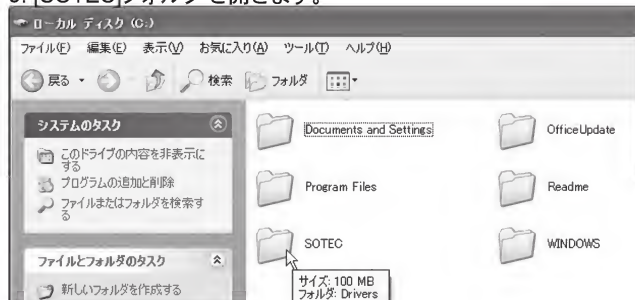 ローカル ディスク (C:)
ファイル(F) 編集(E) 表示(V) お気に入り(A) ツール(T) ヘルプ(H)
戻る 検索 フォルダ
システムのタスク
このドライブの内容を非表示に
する
プログラムの追加と削除
ファイルまたはフォルダを検索す
る
ファイルとフォルダのタスク
新しいフォルダを作成する
Documents and Settings
OfficeUpdate
Program Files
Readme
SOTEC
WINDOWS
サイズ: 100 MB
フォルダ: Drivers